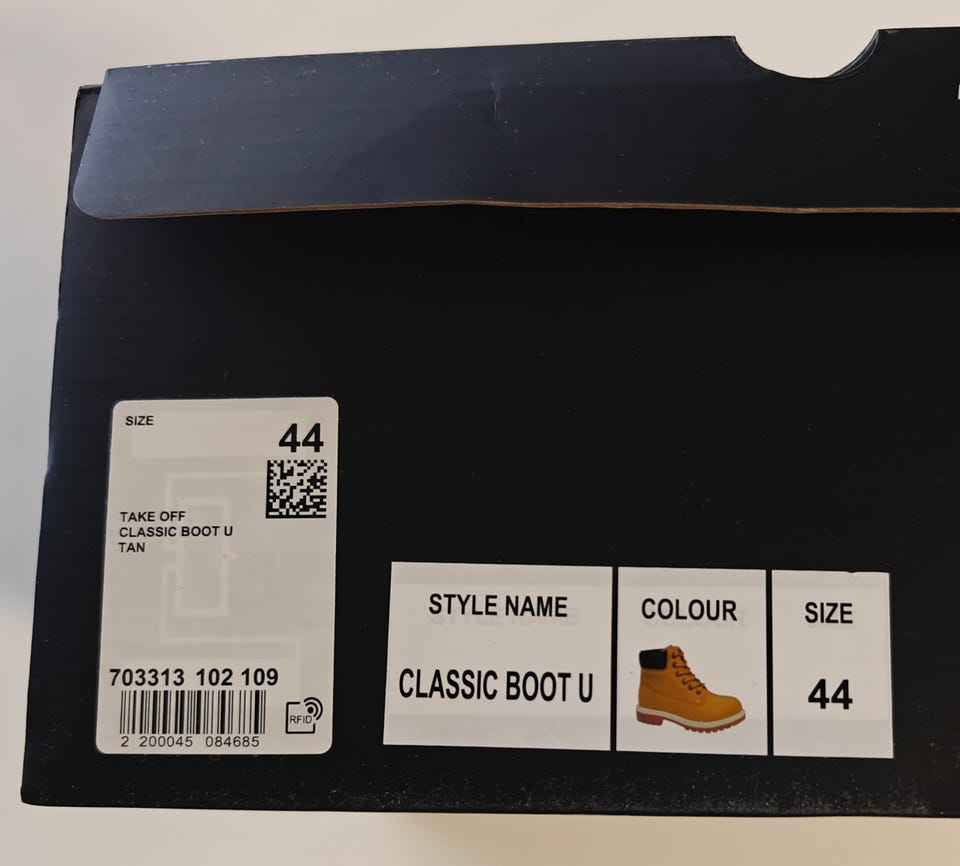 SIZE
44
TAKE OFF
CLASSIC BOOT U
TAN
703313 102 109
RFID
2 200045 084685
STYLE NAME
CLASSIC BOOT U
COLOUR
SIZE
44